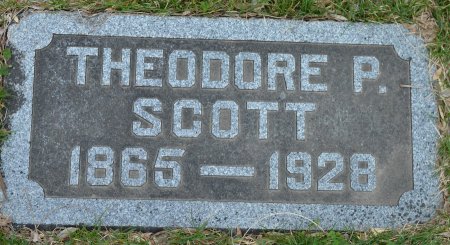 THEODORE P.
SCOTT
1865 — 1928